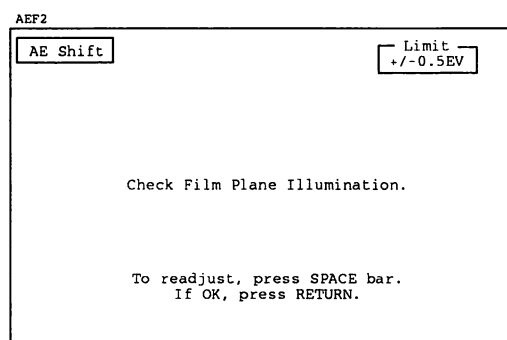 AEF2
AE Shift
Limit
+/-0.5EV
Check Film Plane Illumination.
To readjust, press SPACE bar.
If OK, press RETURN.